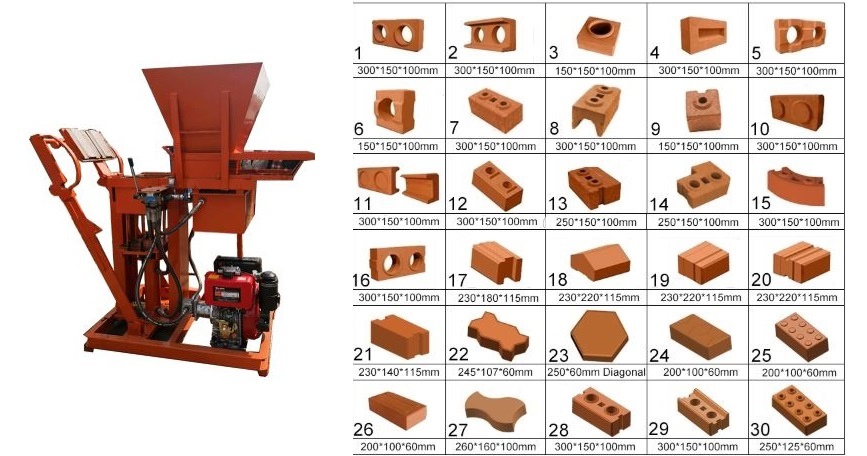 1 2 3 4 5
300*150*100mm 300*150*100mm 150*150*100mm 300*150*100mm 300*150*100mm
6 7 8 9 10
150*150*100mm 300*150*100mm 300*150*100mm 150*150*100mm 300*150*100mm
11 12 13 14 15
300*150*100mm 300*150*100mm 250*150*100mm 250*150*100mm 300*150*100mm
16 17 18 19 20
300*150*100mm 230*180*115mm 230*220*115mm 230*220*115mm 230*220*115mm
21 22 23 24 25
230*140*115mm 245*107*60mm 250*60mm Diagonal 200*100*60mm 200*100*60mm
26 27 28 29 30
200*100*60mm 260*160*100mm 300*150*100mm 300*150*100mm 250*125*60mm